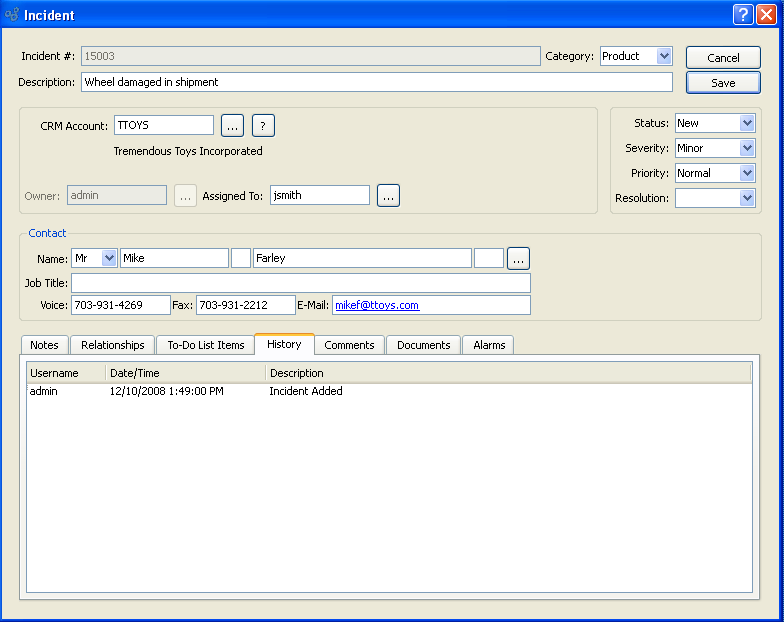 Incident ?
Incident #: 15003 Category: Product Cancel
Description: Wheel damaged in shipment Save
CRM Account: TTOYS ... ? Status: New
Tremendous Toys Incorporated Severity: Minor
Priority: Normal
Owner: admin ... Assigned To: jsmith ... Resolution:
Contact
Name: Mr Mike Farley ...
Job Title:
Voice: 703-931-4269 Fax: 703-931-2212 E-Mail: mikef@ttoys.com
Notes Relationships To-Do List Items History Comments Documents Alarms
Username Date/Time Description
admin 12/10/2008 1:49:00 PM Incident Added